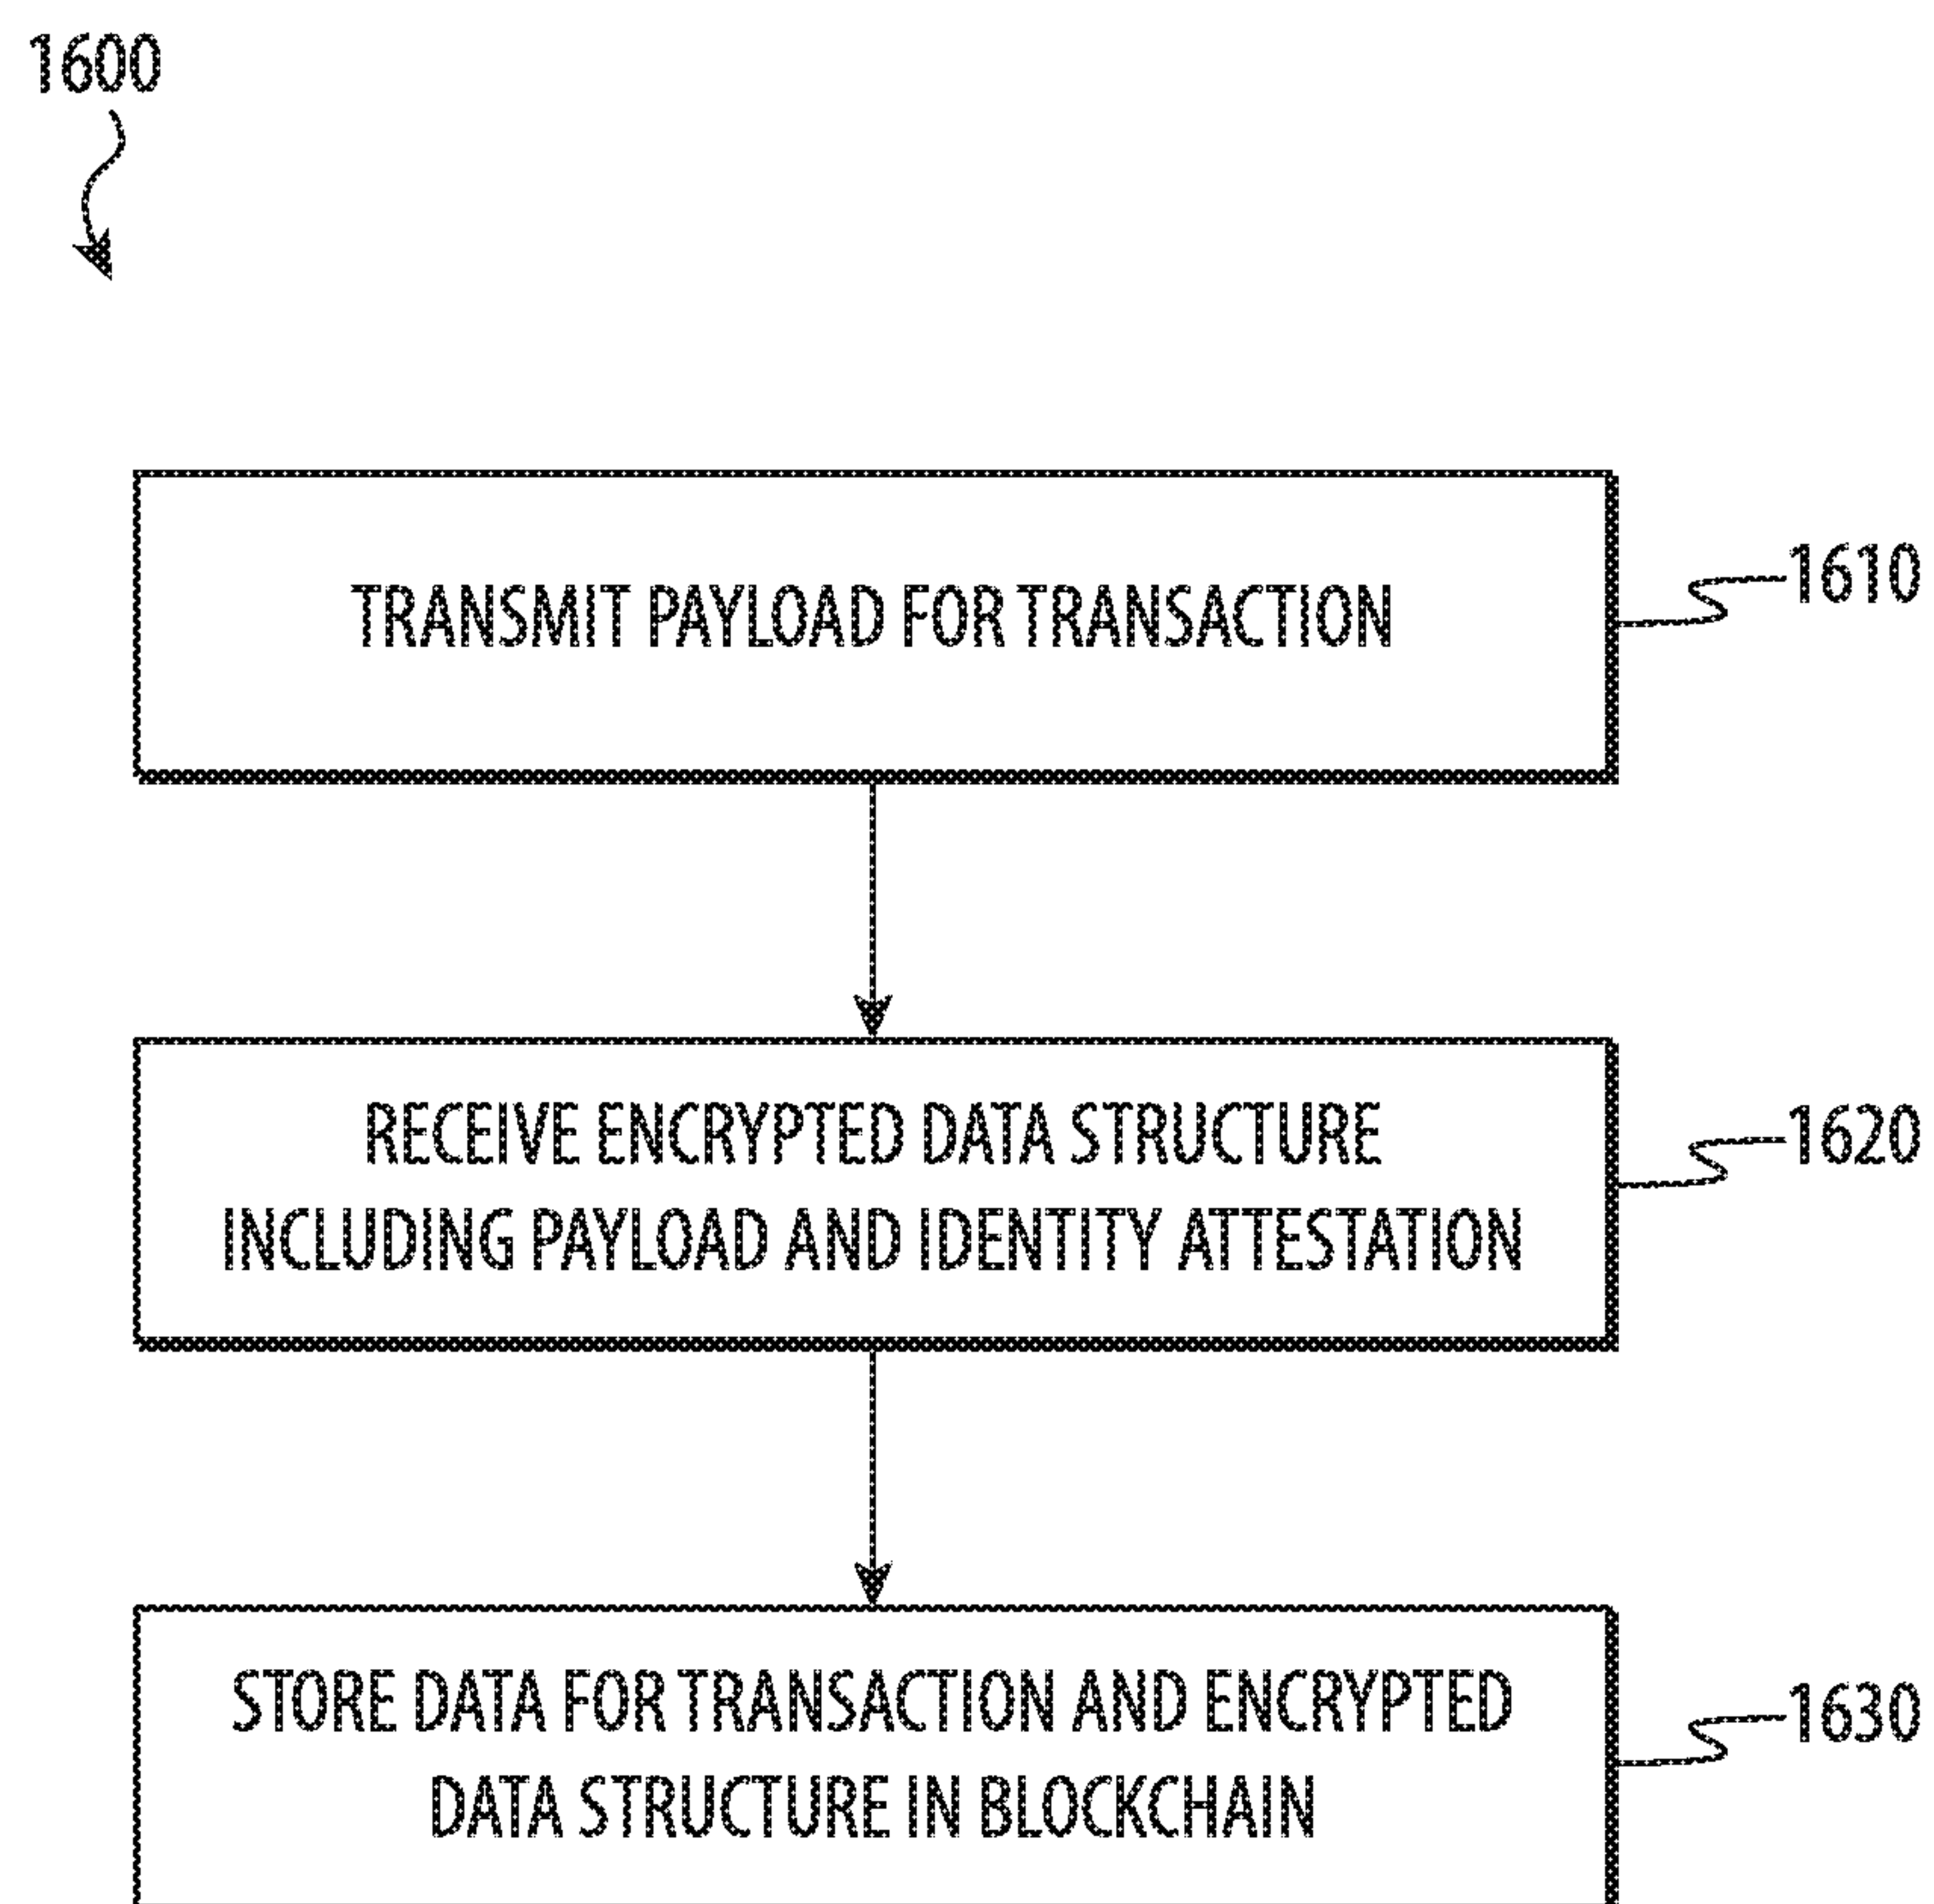 1600
TRANSMIT PAYLOAD FOR TRANSACTION
1610
RECEIVE ENCRYPTED DATA STRUCTURE
INCLUDING PAYLOAD AND IDENTITY ATTESTATION
1620
STORE DATA FOR TRANSACTION AND ENCRYPTED
DATA STRUCTURE IN BLOCKCHAIN
1630